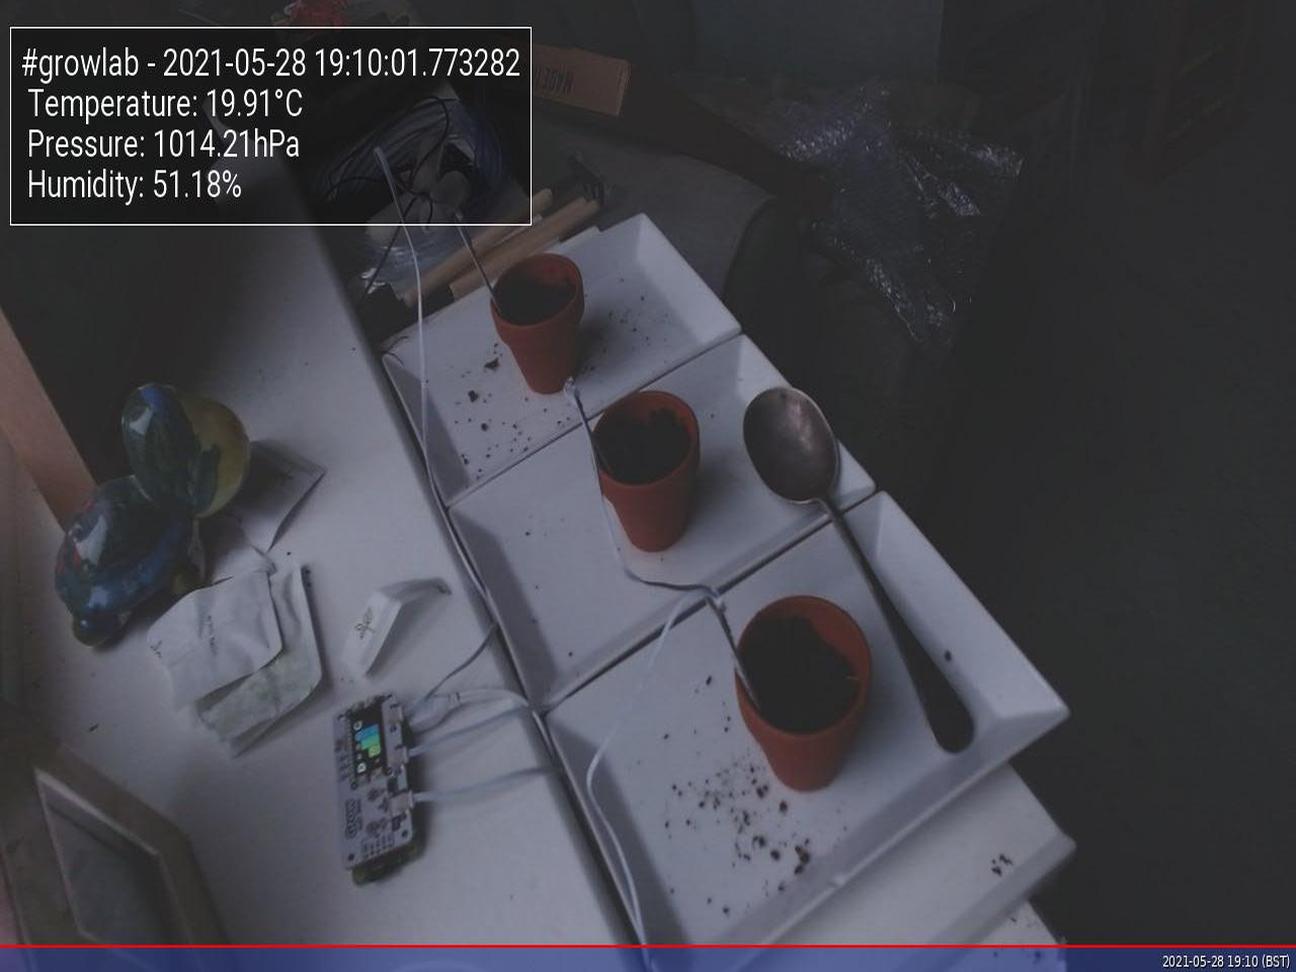 #growlab - 2021-05-28 19:10:01.773282
Temperature: 19.91°C
Pressure: 1014.21hPa
Humidity: 51.18%
2021-05-28 19:10 (BST)